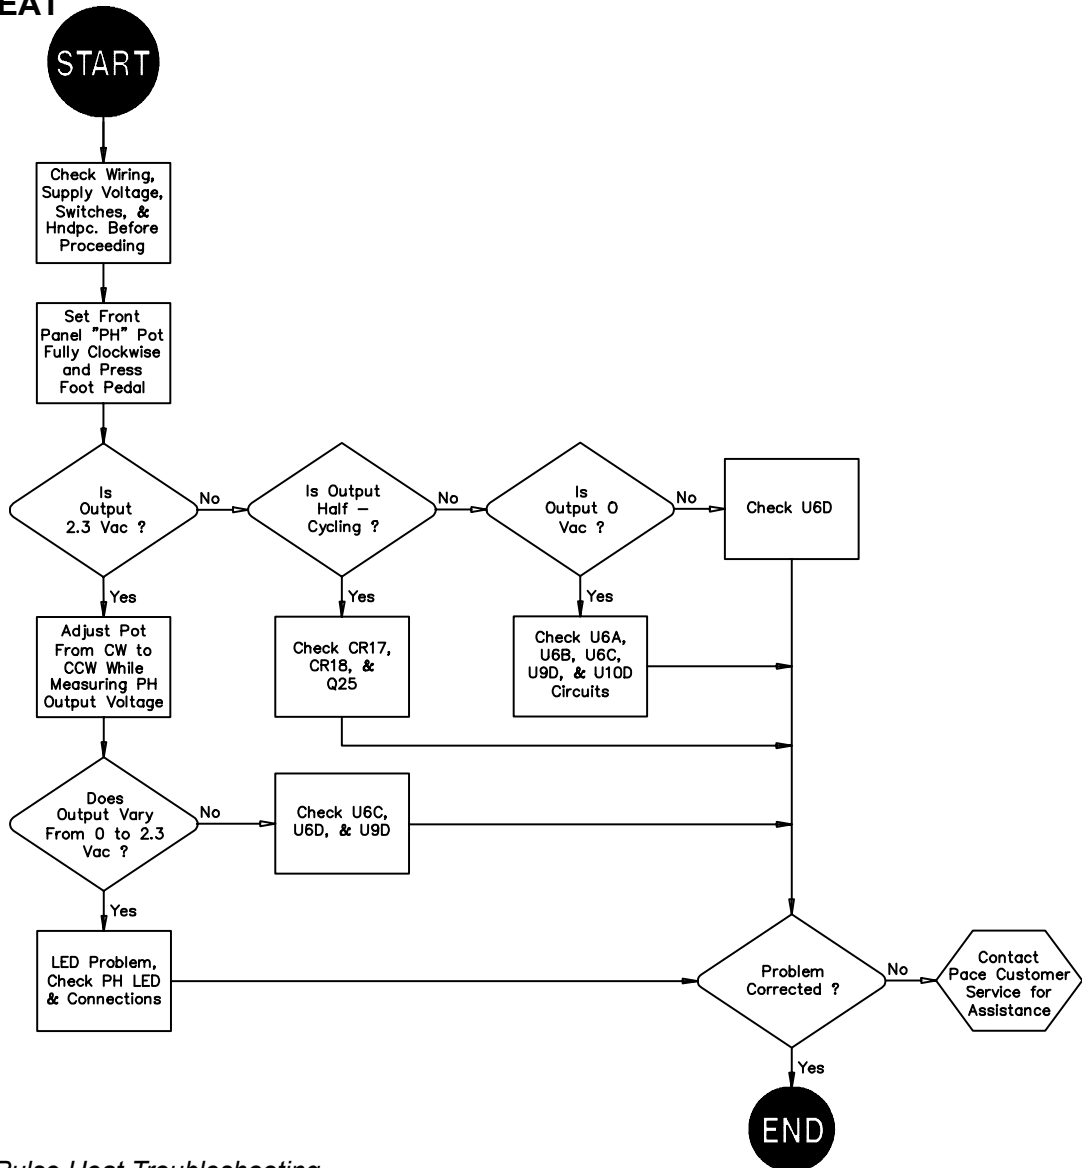 EAT
START
Check Wiring,
Supply Voltage,
Switches, &
Hndpc. Before
Proceeding
Set Front
Panel "PH" Pot
Fully Clockwise
and Press
Foot Pedal
Is
Output
2.3 Vac ?
No
Is Output
Half –
Cycling ?
No
Is
Output 0
Vac ?
No
Check U6D
Yes
Yes
Yes
Adjust Pot
From CW to
CCW While
Measuring PH
Output Voltage
Check CR17,
CR18, &
Q25
Check U6A,
U6B, U6C,
U9D, & U10D
Circuits
Does
Output Vary
From 0 to 2.3
Vac ?
No
Check U6C,
U6D, & U9D
Yes
LED Problem,
Check PH LED
& Connections
Problem
Corrected ?
No
Contact
Pace Customer
Service for
Assistance
Yes
END
Pulse Heat Troubleshooting